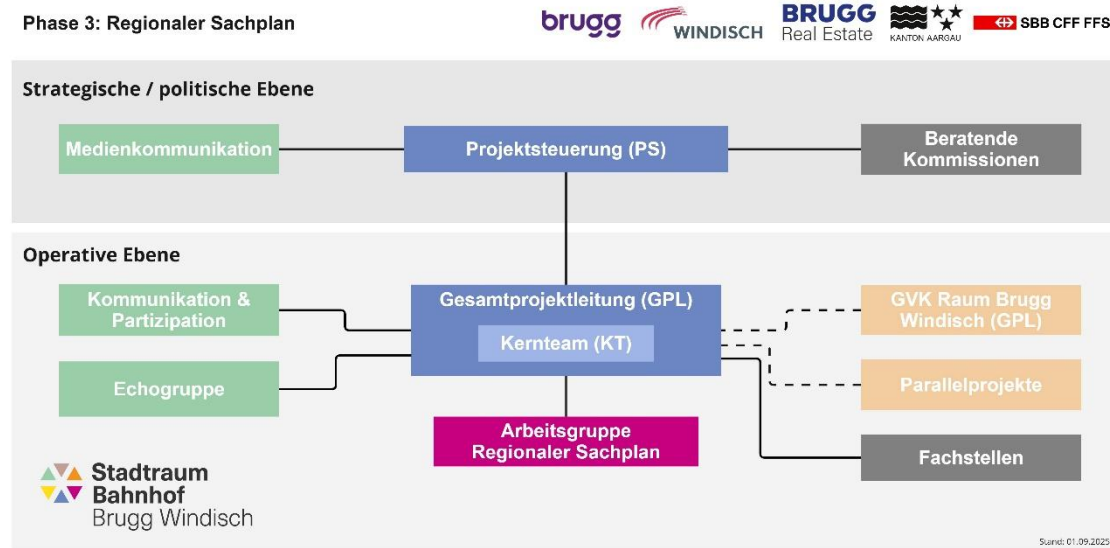 Phase 3: Regionaler Sachplan
brugg
WINDISCH
BRUGG
Real Estate
KANTON AARGAU
SBB CFF FFS
Strategische / politische Ebene
Medienkommunikation
Projektsteuerung (PS)
Beratende
Kommissionen
Operative Ebene
Kommunikation &
Partizipation
Gesamtprojektleitung (GPL)
GVK Raum Brugg
Windisch (GPL)
Kernteam (KT)
Echogruppe
Parallelprojekte
Arbeitsgruppe
Regionaler Sachplan
Fachstellen
Stadtraum
Bahnhof
Brugg Windisch
Stand: 01.09.2025